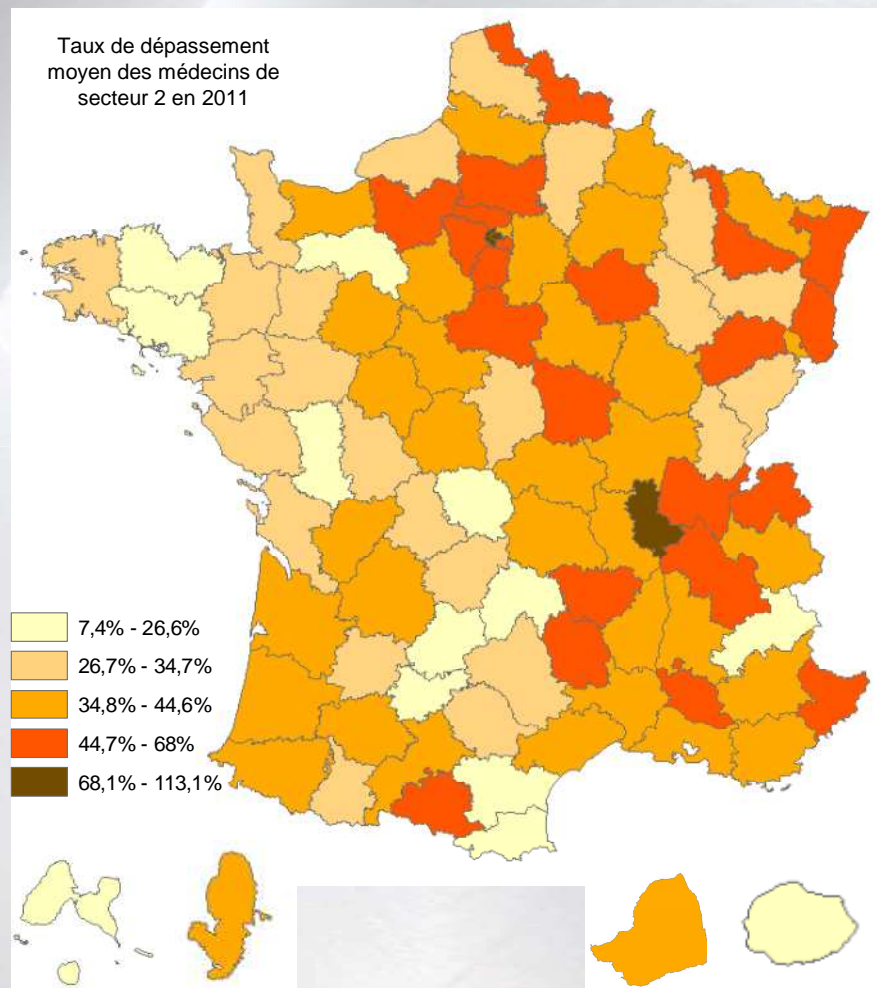 Taux de dépassement
moyen des médecins de
secteur 2 en 2011
7,4% - 26,6%
26,7% - 34,7%
34,8% - 44,6%
44,7% - 68%
68,1% - 113,1%